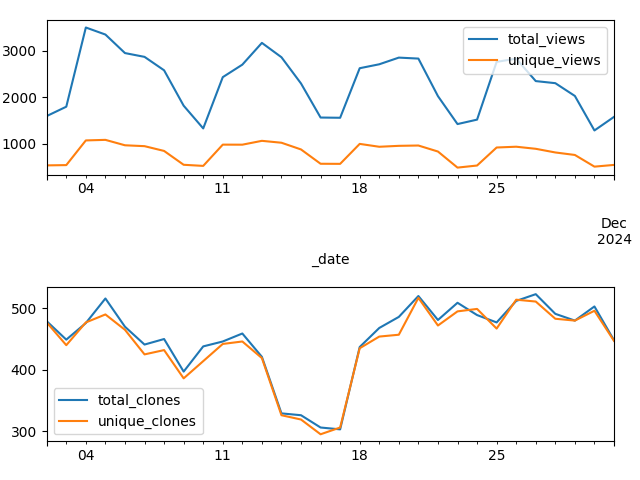 3000
2000
1000
total_views
unique_views
04
11
18
25
Dec
2024
_date
500
400
300
total_clones
unique_clones
04
11
18
25